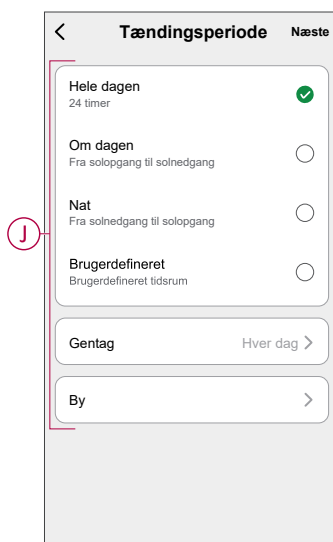 Tændingsperiode Næste
Hele dagen
24 timer
Om dagen
Fra solopgang til solnedgang
Nat
Fra solnedgang til solopgang
J
Brugerdefineret
Brugerdefineret tidsrum
Gentag Hver dag
By